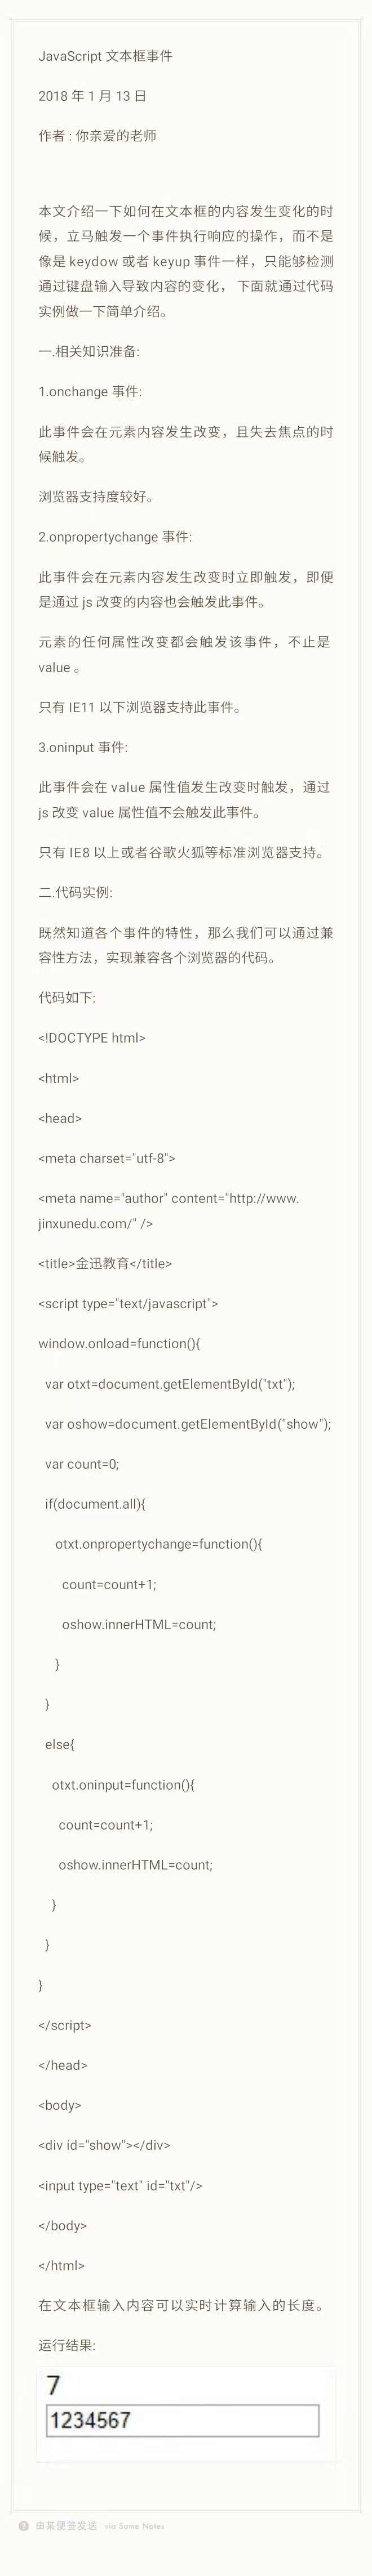 JavaScript 文本框事件
2018 年 1 月 13 日
作者 : 你亲爱的老师
本文介绍一下如何在文本框的内容发生变化的时
候，立马触发一个事件执行响应的操作，而不是
像是 keydow 或者 keyup 事件一样，只能够检测
通过键盘输入导致内容的变化， 下面就通过代码
实例做一下简单介绍。
一.相关知识准备:
1.onchange 事件:
此事件会在元素内容发生改变，且失去焦点的时
候触发。
浏览器支持度较好。
2.onpropertychange 事件:
此事件会在元素内容发生改变时立即触发，即便
是通过 js 改变的内容也会触发此事件。
元素的任何属性改变都会触发该事件，不止是
value 。
只有 IE11 以下浏览器支持此事件。
3.oninput 事件:
此事件会在 value 属性值发生改变时触发，通过
js 改变 value 属性值不会触发此事件。
只有 IE8 以上或者谷歌火狐等标准浏览器支持。
二.代码实例:
既然知道各个事件的特性，那么我们可以通过兼
容性方法，实现兼容各个浏览器的代码。
代码如下:
<!DOCTYPE html>
<html>
<head>
<meta charset="utf-8">
<meta name="author" content="http://www.
jinxunedu.com/" />
<title>金迅教育</title>
<script type="text/javascript">
window.onload=function(){
var otxt=document.getElementById("txt");
var oshow=document.getElementById("show");
var count=0;
if(document.all){
otxt.onpropertychange=function(){
count=count+1;
oshow.innerHTML=count;
}
}
else{
otxt.oninput=function(){
count=count+1;
oshow.innerHTML=count;
}
}
}
</script>
</head>
<body>
<div id="show"></div>
<input type="text" id="txt"/>
</body>
</html>
在文本框输入内容可以实时计算输入的长度。
运行结果:
7
1234567
? 由某便签发送 via Some Notes